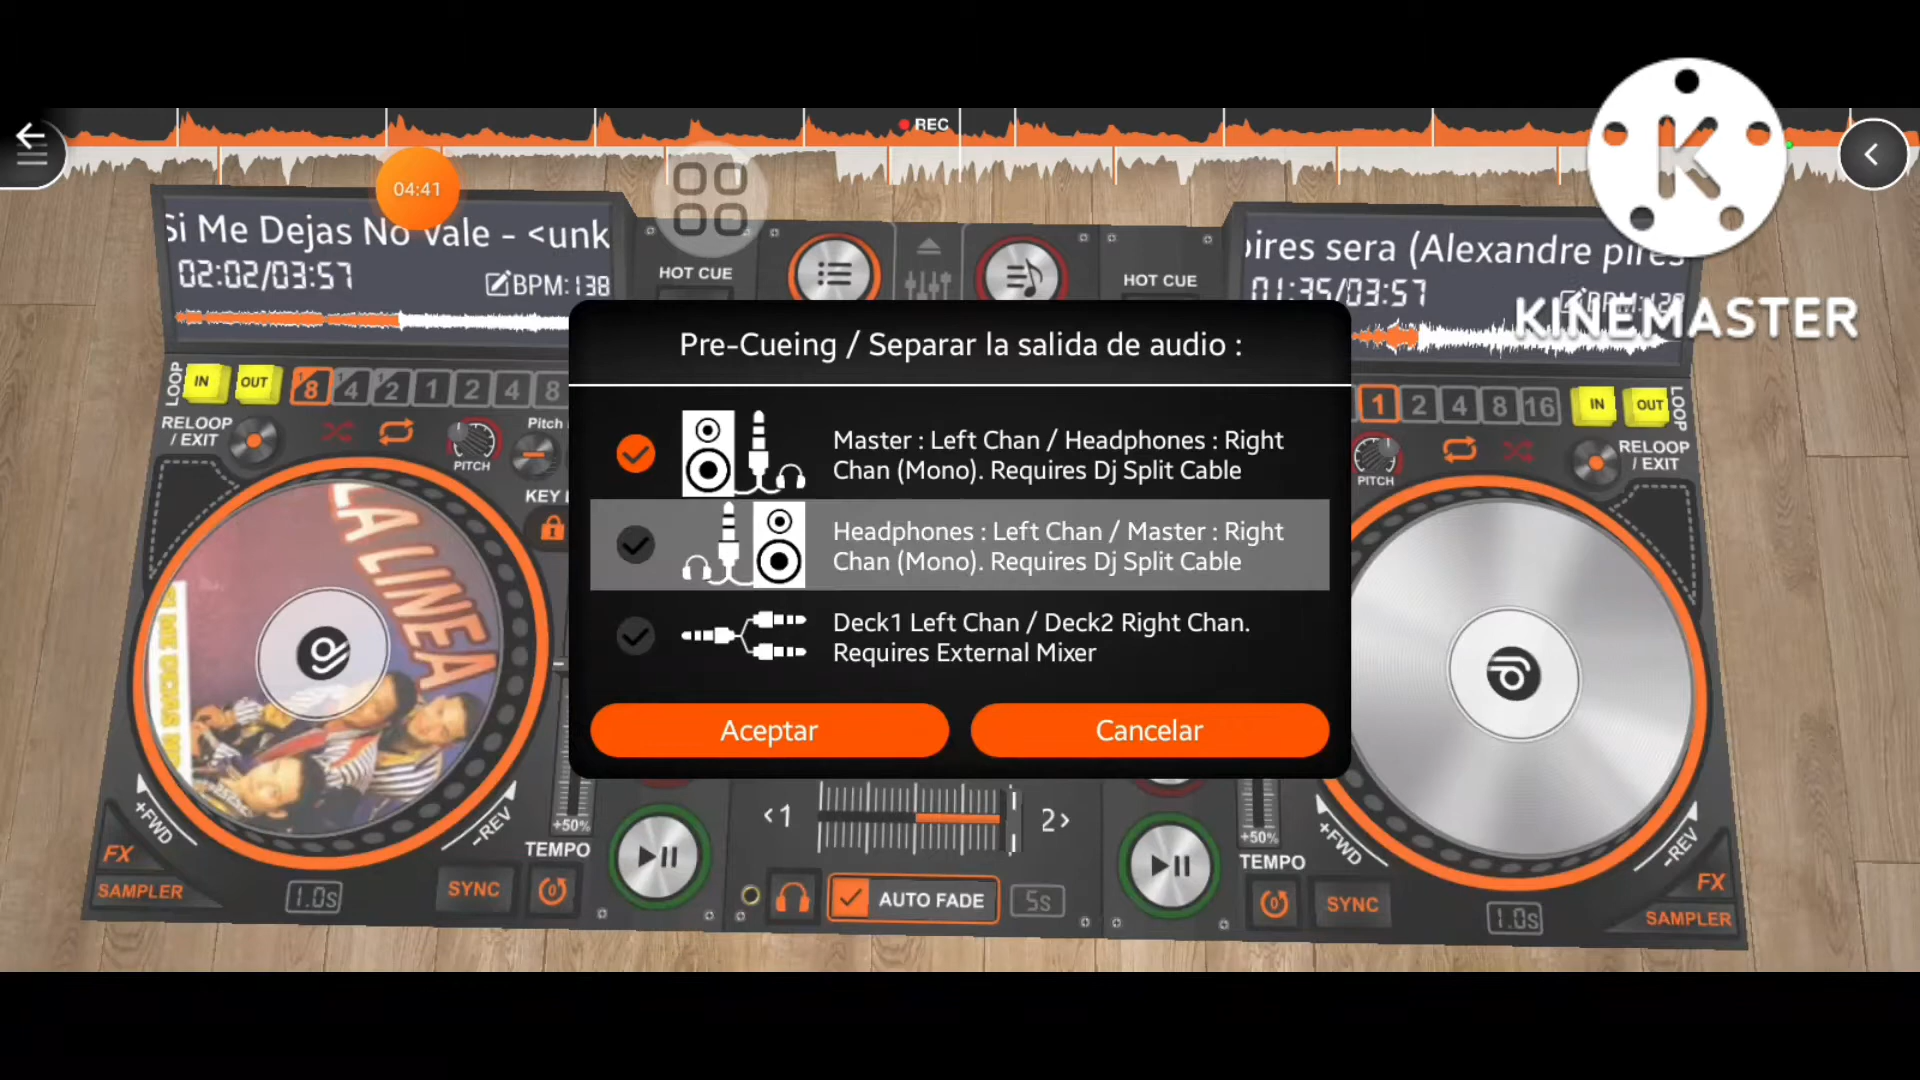 REC
04:41
KINEMASTER
Si Me Dejas No Vale - <unk
02:02/03:57
BPM:138
HOT CUE
HOT CUE
pires sera (Alexandre pires
01:35/03:57
Pre-Cueing / Separar la salida de audio :
Master : Left Chan / Headphones : Right
Chan (Mono). Requires Dj Split Cable
Headphones : Left Chan / Master : Right
Chan (Mono). Requires Dj Split Cable
Deck1 Left Chan / Deck2 Right Chan.
Requires External Mixer
Aceptar
Cancelar
LOOP
IN
OUT
1/8 1/4 1/2 1 2 4 8
RELOOP
/ EXIT
PITCH
Pitch
KEY
LA LINEA
1 2 4 8 16
IN
OUT
LOOP
PITCH
RELOOP
/ EXIT
+FWD
-REV
+50%
TEMPO
FX
SAMPLER
1.0s
SYNC
<1
2>
AUTO FADE
5s
+50%
TEMPO
+FWD
-REV
SYNC
1.0s
FX
SAMPLER